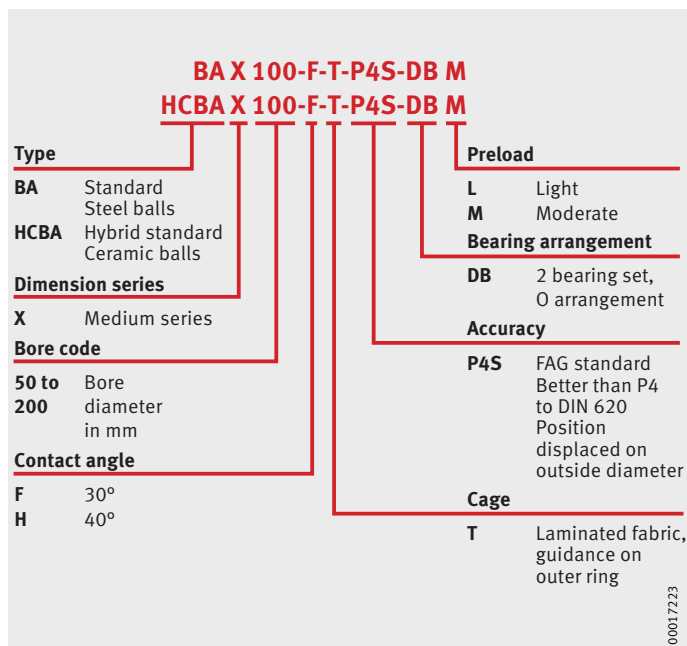 BA X 100-F-T-P4S-DB M
HCBA X 100-F-T-P4S-DB M
Type
BA Standard
Steel balls
HCBA Hybrid standard
Ceramic balls
Dimension series
X Medium series
Bore code
50 to Bore
200 diameter
in mm
Contact angle
F 30°
H 40°
Preload
L Light
M Moderate
Bearing arrangement
DB 2 bearing set,
O arrangement
Accuracy
P4S FAG standard
Better than P4
to DIN 620
Position
displaced on
outside diameter
Cage
T Laminated fabric,
guidance on
outer ring
00017223